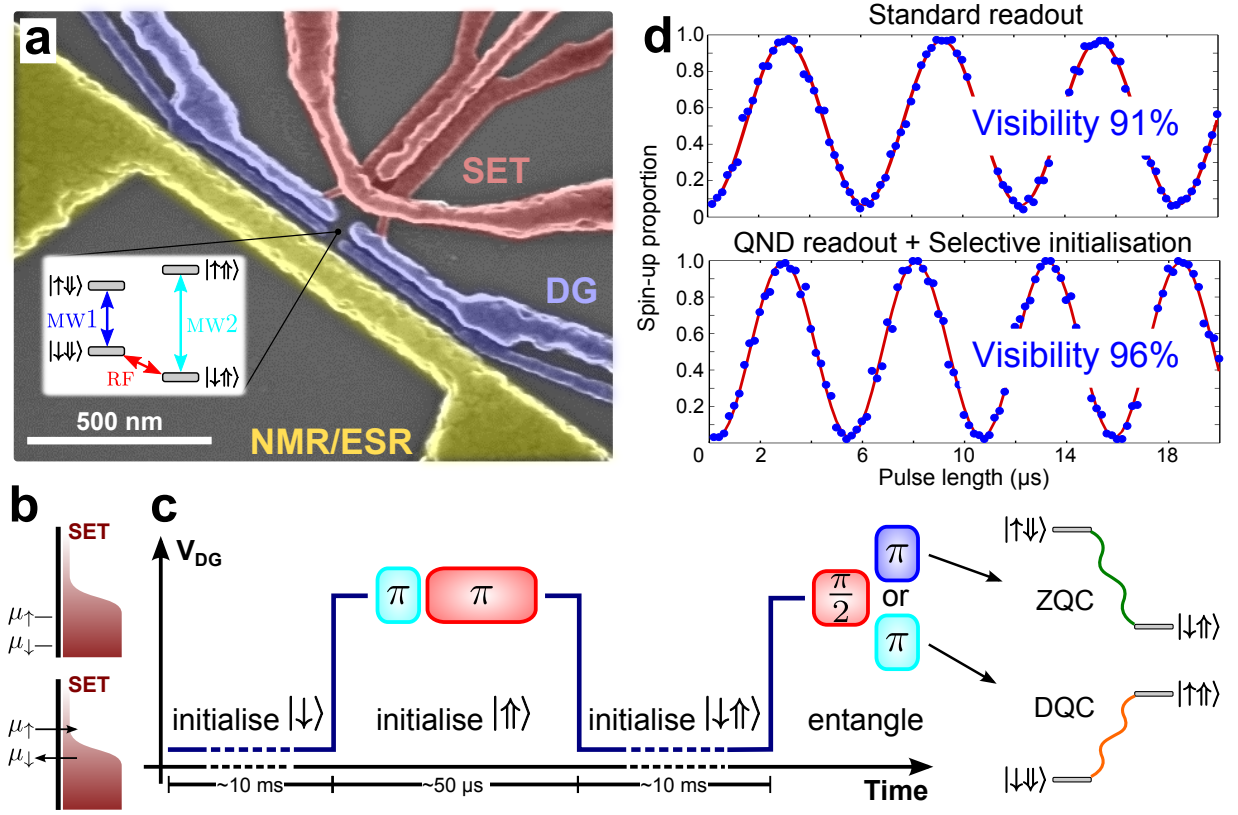 a
SET
DG
|↑⇓⟩
|↑⇑⟩
MW1
MW2
|↓⇓⟩
RF
|↓⇑⟩
500 nm
NMR/ESR
d
Standard readout
1.0
0.8
0.6
0.4
0.2
0
Visibility 91%
Spin-up proportion
QND readout + Selective initialisation
1.0
0.8
0.6
0.4
0.2
Visibility 96%
0 2 6 10 14 18
Pulse length (µs)
b
SET
μ↑
μ↓
SET
μ↑
μ↓
c
V_DG
π π
π/2
π
or
π
initialise |↓⟩
initialise |⇑⟩
initialise |↓⇑⟩
entangle
~10 ms
~50 µs
~10 ms
Time
|↑⇓⟩
ZQC
|↓⇑⟩
|↑⇑⟩
DQC
|↓⇓⟩